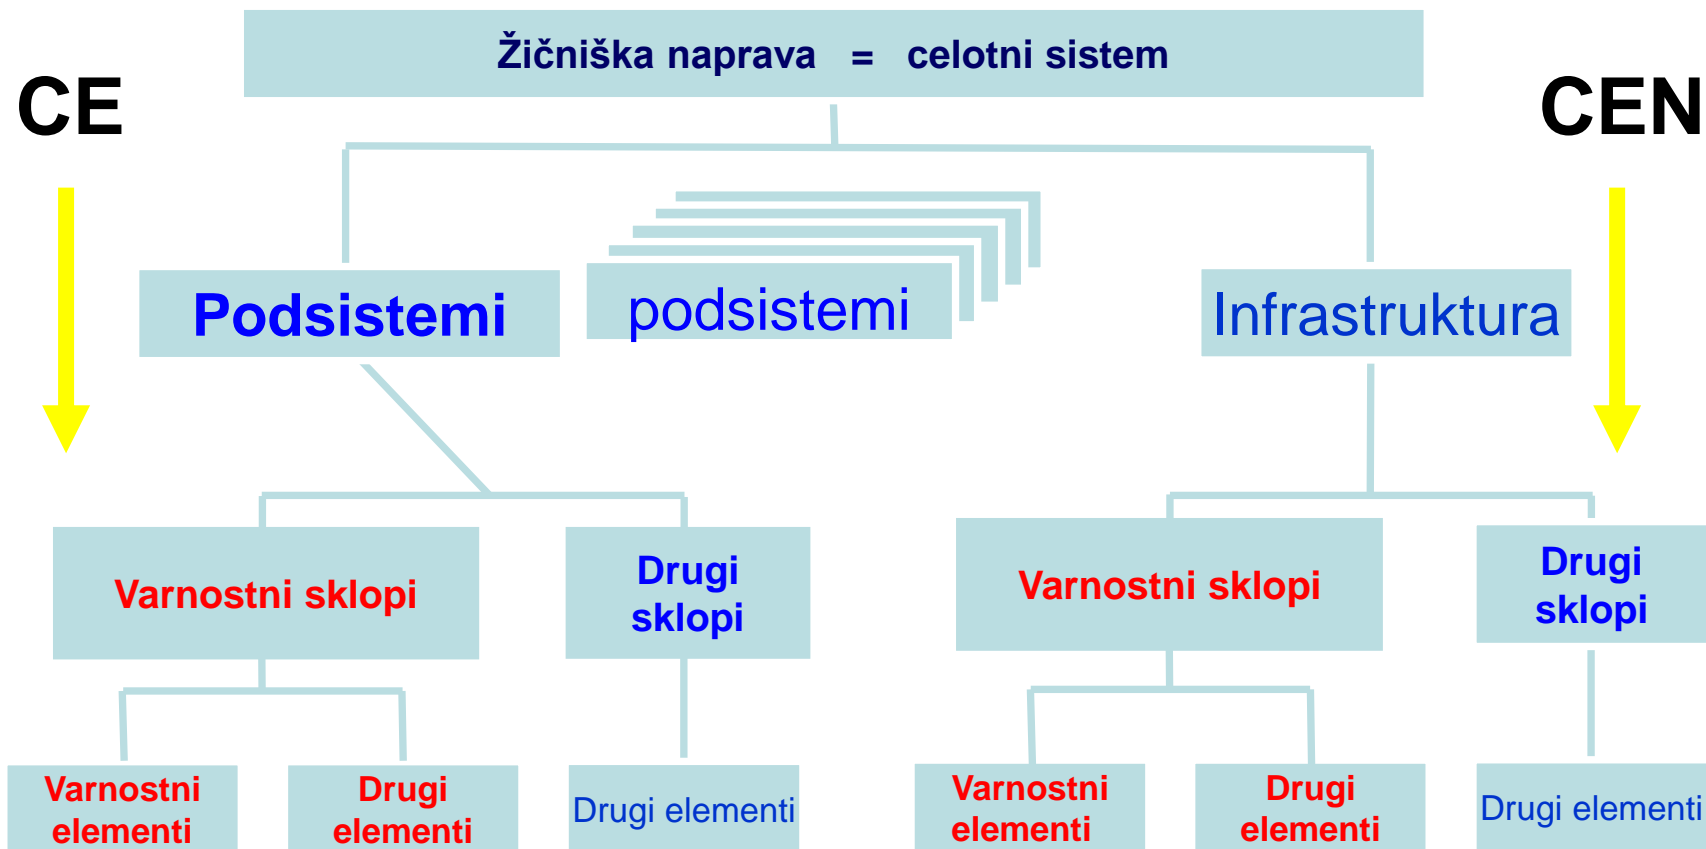 Žičniška naprava = celotni sistem
CE
CEN
Podsistemi
podsistemi
Infrastruktura
Varnostni sklopi
Drugi
sklopi
Varnostni sklopi
Drugi
sklopi
Varnostni
elementi
Drugi
elementi
Drugi elementi
Varnostni
elementi
Drugi
elementi
Drugi elementi